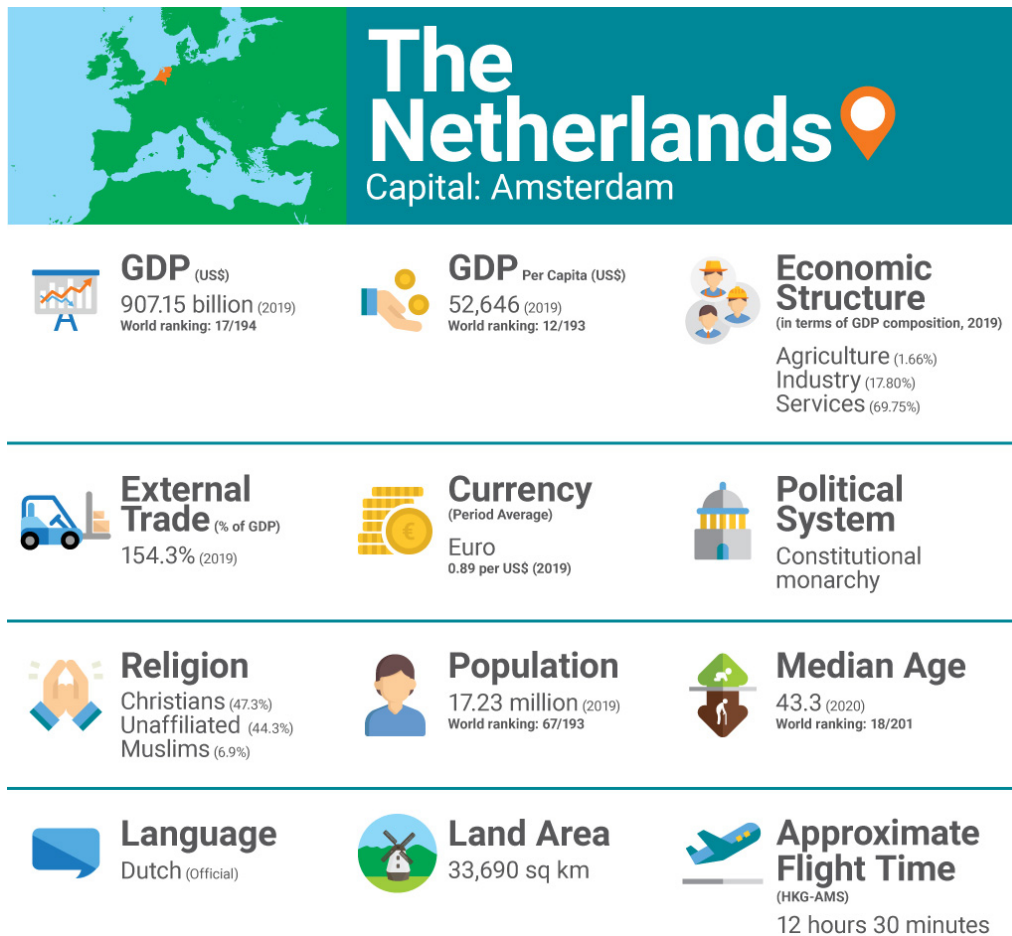 The
Netherlands
Capital: Amsterdam
GDP (US$)
907.15 billion (2019)
World ranking: 17/194
GDP Per Capita (US$)
52,646 (2019)
World ranking: 12/193
Economic
Structure
(in terms of GDP composition, 2019)
Agriculture (1.66%)
Industry (17.80%)
Services (69.75%)
External
Trade (% of GDP)
154.3% (2019)
Currency
(Period Average)
€
Euro
0.89 per US$ (2019)
Political
System
Constitutional
monarchy
Religion
Christians (47.3%)
Unaffiliated (44.3%)
Muslims (6.9%)
Population
17.23 million (2019)
World ranking: 67/193
Median Age
43.3 (2020)
World ranking: 18/201
Language
Dutch (Official)
Land Area
33,690 sq km
Approximate
Flight Time
(HKG-AMS)
12 hours 30 minutes